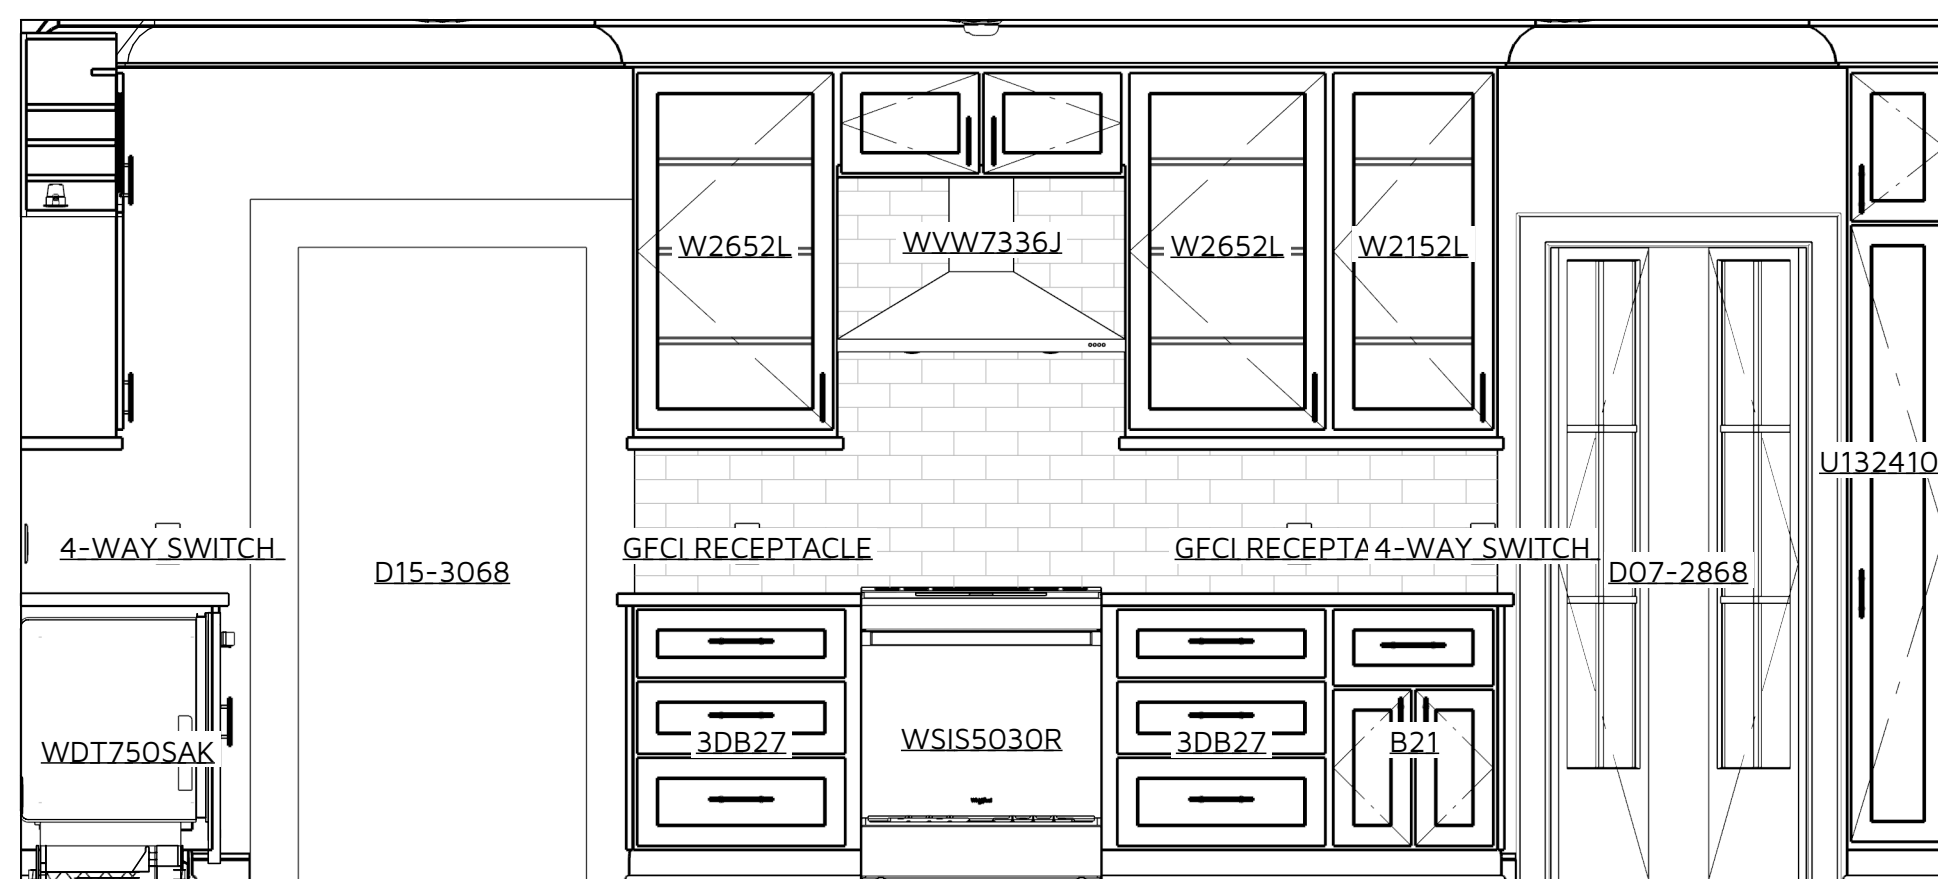 W2652L
WVW7336J
W2652L
W2152L
U132410
4-WAY SWITCH
D15-3068
GFCI RECEPTACLE
GFCI RECEPTA
4-WAY SWITCH
D07-2868
WDT750SAK
3DB27
WSIS5030R
3DB27
B21